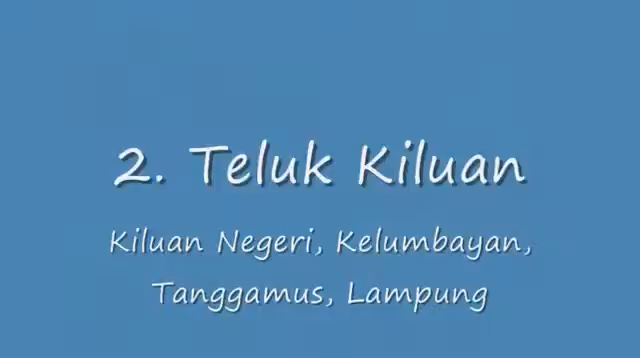 2. Teluk Kiluan
Kiluan Negeri, Kelumbayan,
Tanggamus, Lampung